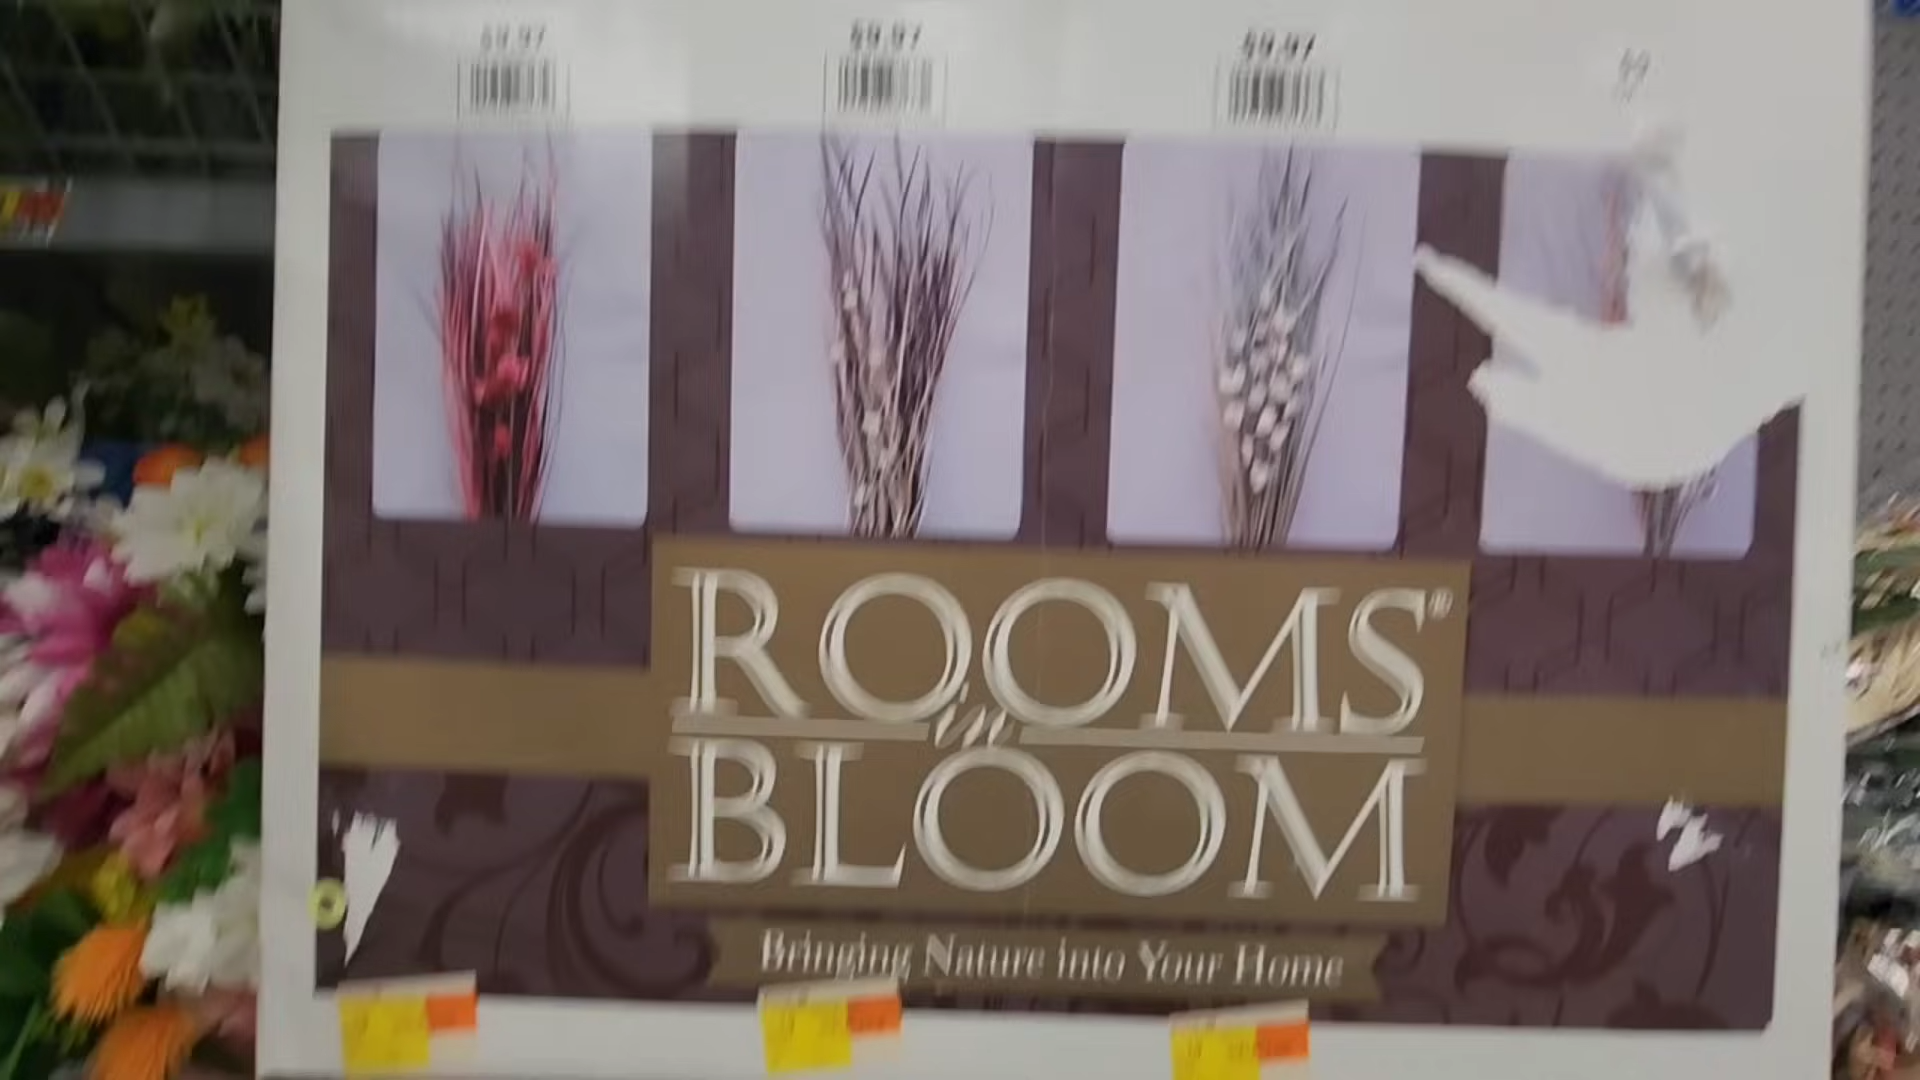 $9.97 $9.97 $9.97
ROOMS®
in
BLOOM
Bringing Nature into Your Home